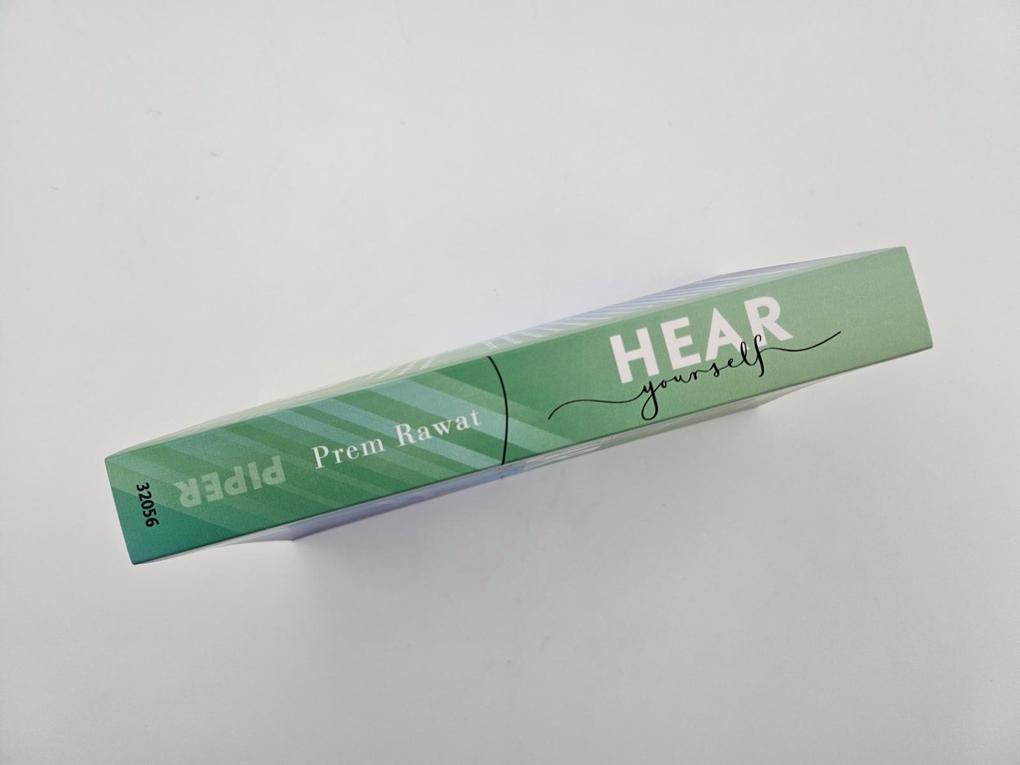 HEAR
yourself
Prem Rawat
PIPER
32056